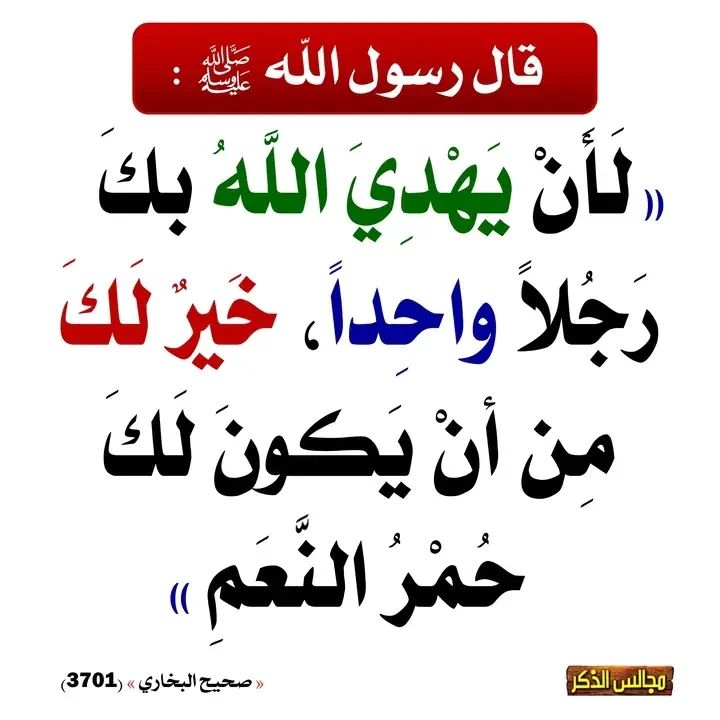 قال رسول الله ﷺ :
(( لَأَنْ يَهْدِيَ اللَّهُ بكَ
رَجُلاً واحِداً، خَيرٌ لَكَ
مِن أنْ يَكونَ لَكَ
حُمْرُ النَّعَمِ ))
« صحيح البخاري » (3701)
مجالس الذكر